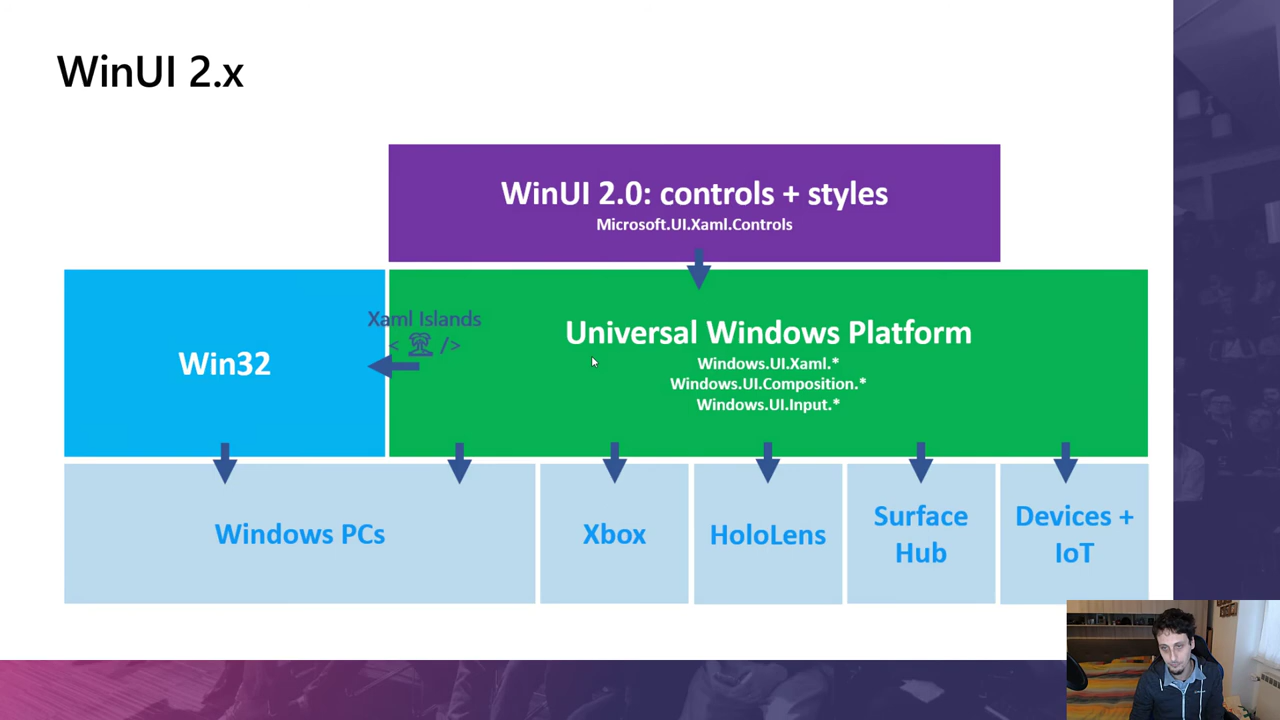 WinUI 2.x
WinUI 2.0: controls + styles
Microsoft.UI.Xaml.Controls
Xaml Islands
< />
Win32
Universal Windows Platform
Windows.UI.Xaml.*
Windows.UI.Composition.*
Windows.UI.Input.*
Windows PCs
Xbox
HoloLens
Surface
Hub
Devices +
IoT